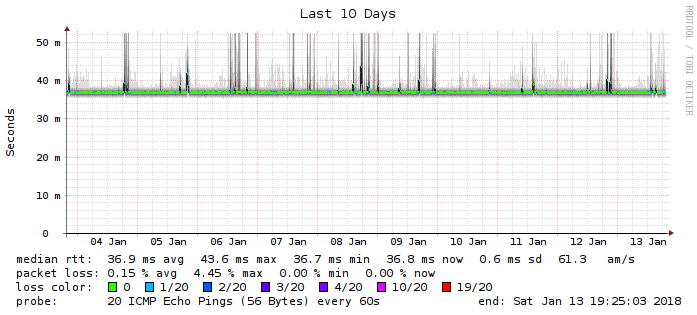 Last 10 Days
RRDTOOL / TOBI OETIKER
Seconds
50 m
40 m
30 m
20 m
10 m
0
04 Jan 05 Jan 06 Jan 07 Jan 08 Jan 09 Jan 10 Jan 11 Jan 12 Jan 13 Jan
median rtt: 36.9 ms avg 43.6 ms max 36.7 ms min 36.8 ms now 0.6 ms sd 61.3 am/s
packet loss: 0.15 % avg 4.45 % max 0.00 % min 0.00 % now
loss color: 0 1/20 2/20 3/20 4/20 10/20 19/20
probe: 20 ICMP Echo Pings (56 Bytes) every 60s end: Sat Jan 13 19:25:03 2018